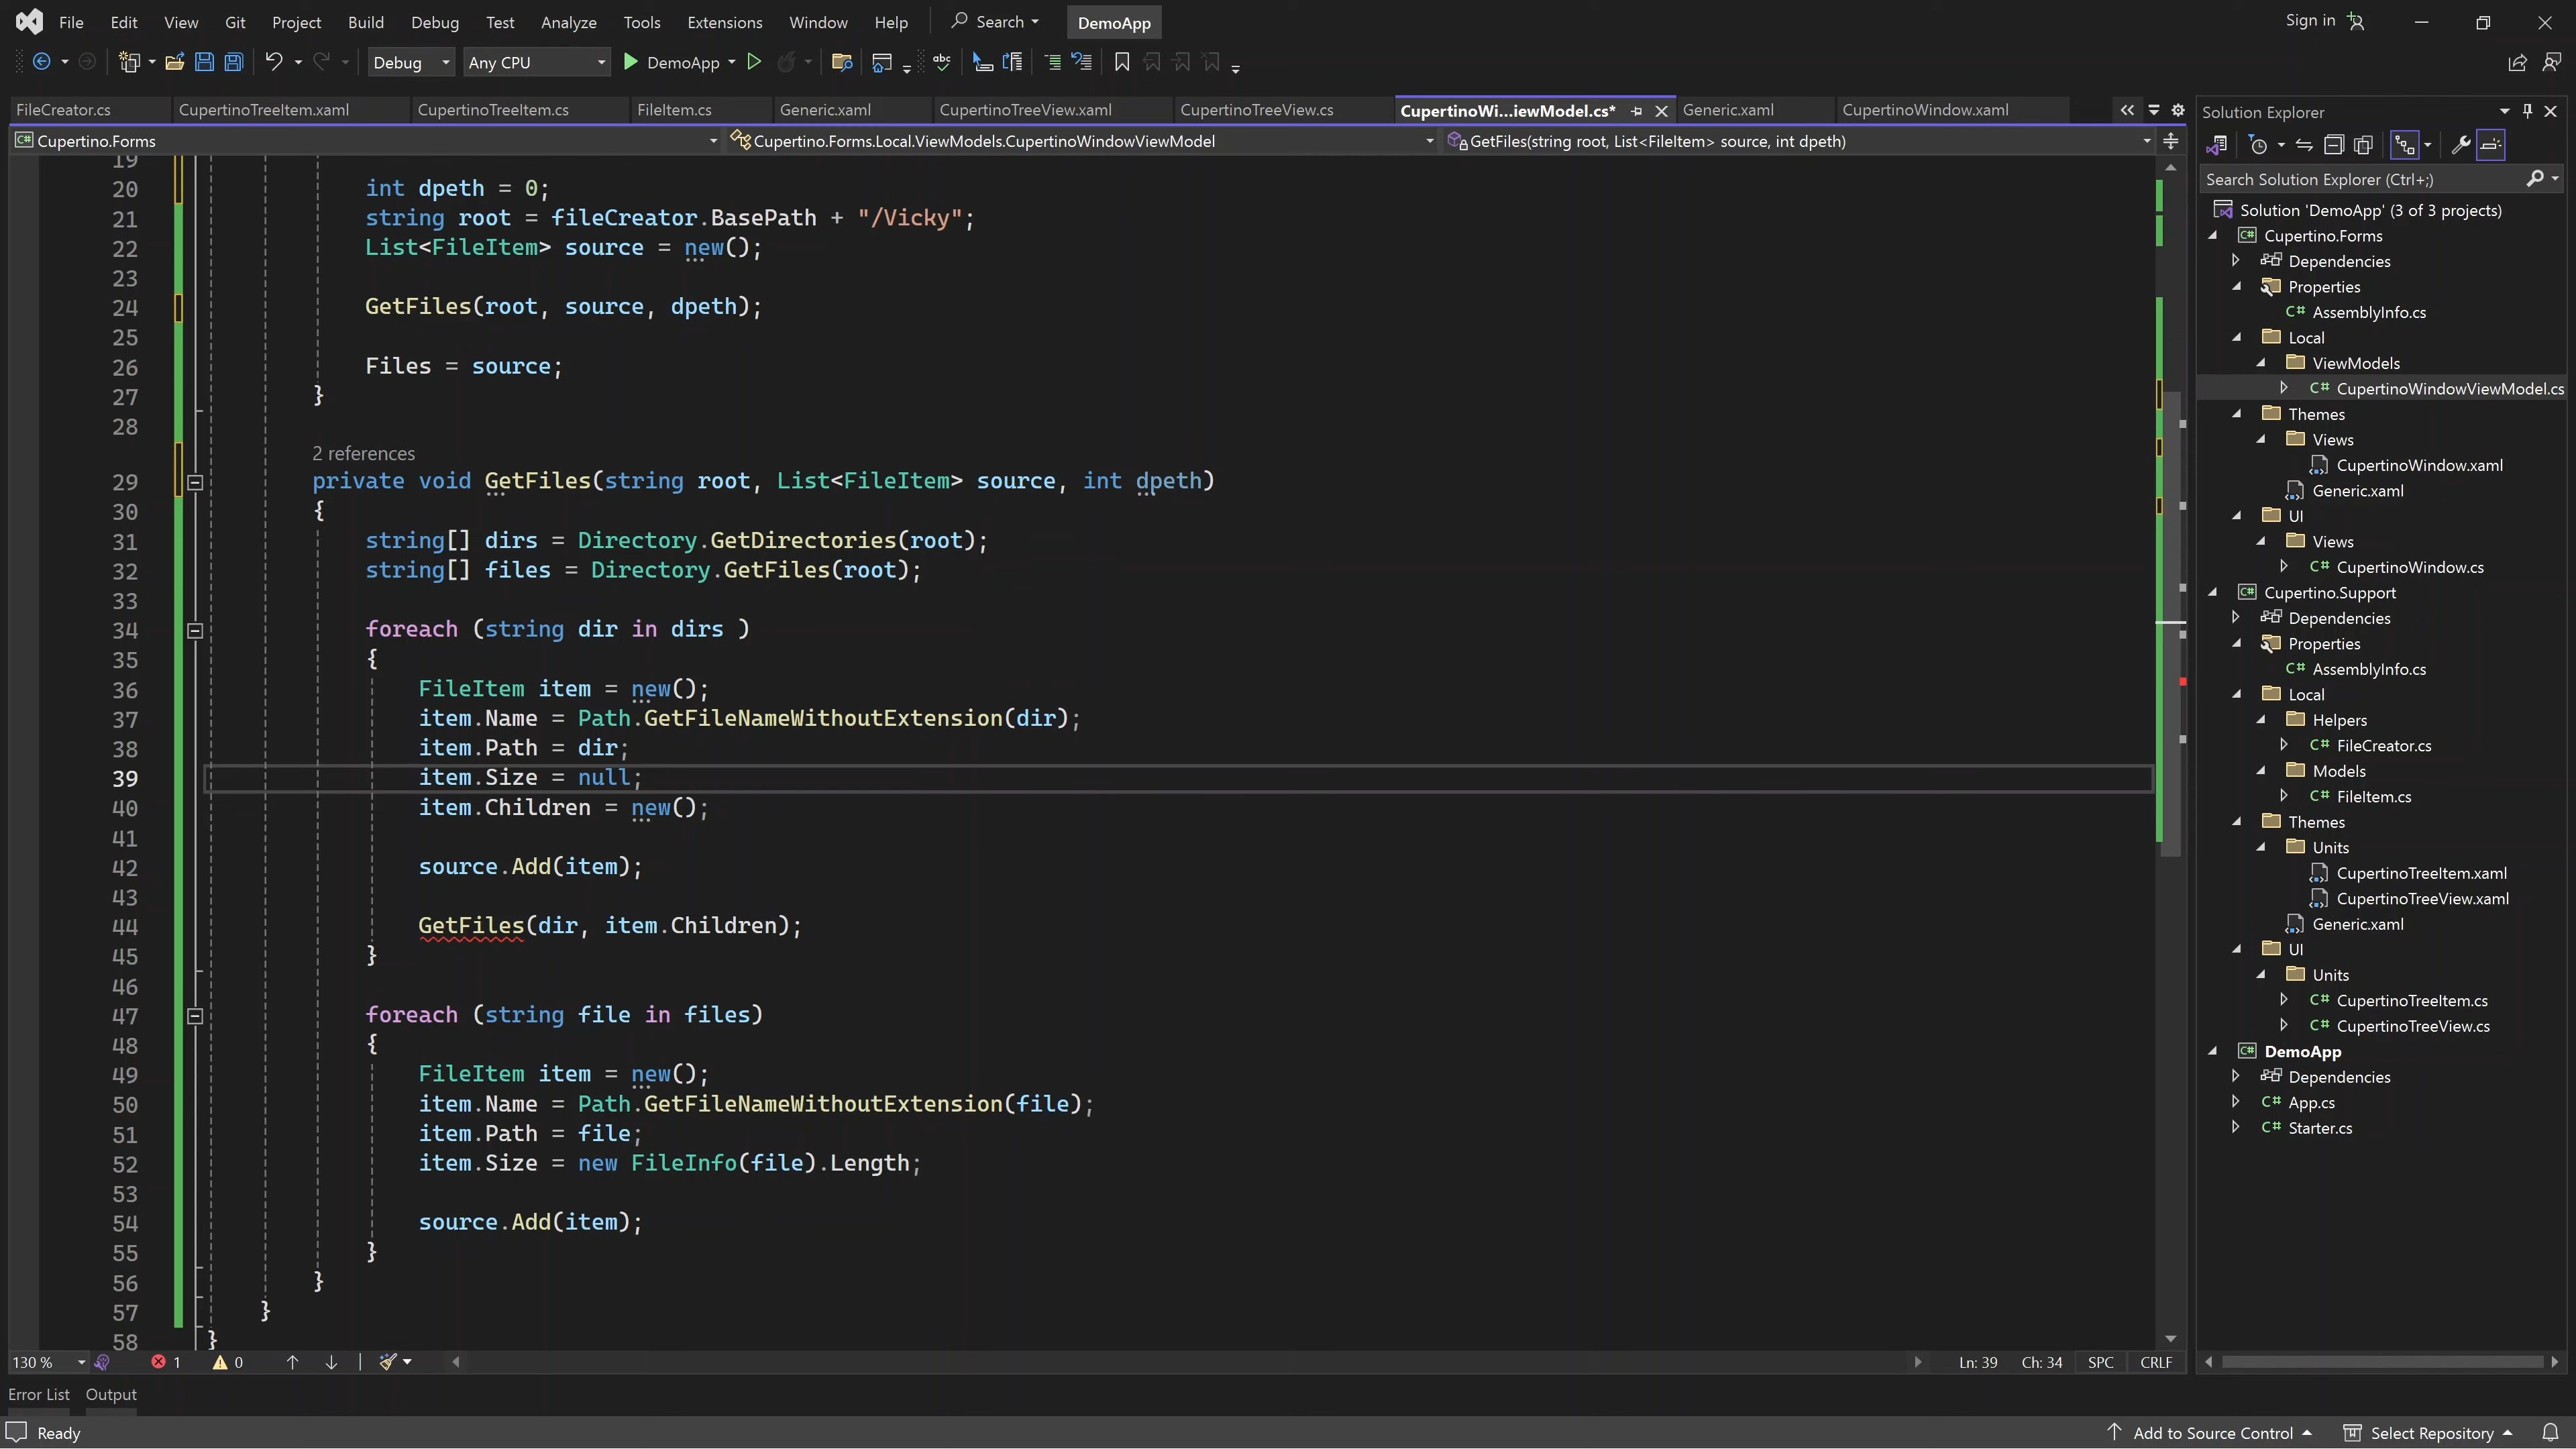 File Edit View Git Project Build Debug Test Analyze Tools Extensions Window Help Search DemoApp Sign in
Debug Any CPU DemoApp
FileCreator.cs CupertinoTreeItem.xaml CupertinoTreeItem.cs FileItem.cs Generic.xaml CupertinoTreeView.xaml CupertinoTreeView.cs CupertinoWi...iewModel.cs* Generic.xaml CupertinoWindow.xaml
Cupertino.Forms Cupertino.Forms.Local.ViewModels.CupertinoWindowViewModel GetFiles(string root, List<FileItem> source, int dpeth)
19
20 int dpeth = 0;
21 string root = fileCreator.BasePath + "/Vicky";
22 List<FileItem> source = new();
23
24 GetFiles(root, source, dpeth);
25
26 Files = source;
27 }
28
2 references
29 private void GetFiles(string root, List<FileItem> source, int dpeth)
30 {
31 string[] dirs = Directory.GetDirectories(root);
32 string[] files = Directory.GetFiles(root);
33
34 foreach (string dir in dirs )
35 {
36 FileItem item = new();
37 item.Name = Path.GetFileNameWithoutExtension(dir);
38 item.Path = dir;
39 item.Size = null;
40 item.Children = new();
41
42 source.Add(item);
43
44 GetFiles(dir, item.Children);
45 }
46
47 foreach (string file in files)
48 {
49 FileItem item = new();
50 item.Name = Path.GetFileNameWithoutExtension(file);
51 item.Path = file;
52 item.Size = new FileInfo(file).Length;
53
54 source.Add(item);
55 }
56 }
57 }
58 }
130 % 1 0 Ln: 39 Ch: 34 SPC CRLF
Error List Output
Ready Add to Source Control Select Repository
Solution Explorer
Search Solution Explorer (Ctrl+;)
Solution 'DemoApp' (3 of 3 projects)
Cupertino.Forms
Dependencies
Properties
AssemblyInfo.cs
Local
ViewModels
CupertinoWindowViewModel.cs
Themes
Views
CupertinoWindow.xaml
Generic.xaml
UI
Views
CupertinoWindow.cs
Cupertino.Support
Dependencies
Properties
AssemblyInfo.cs
Local
Helpers
FileCreator.cs
Models
FileItem.cs
Themes
Units
CupertinoTreeItem.xaml
CupertinoTreeView.xaml
Generic.xaml
UI
Units
CupertinoTreeItem.cs
CupertinoTreeView.cs
DemoApp
Dependencies
App.cs
Starter.cs